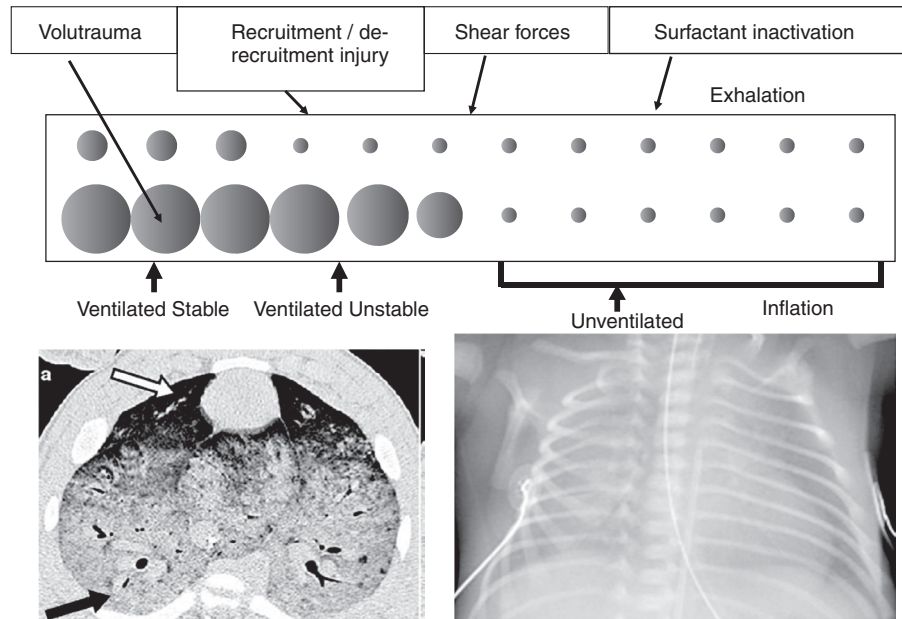 Volutrauma
Recruitment / de-
recruitment injury
Shear forces
Surfactant inactivation
Exhalation
Ventilated Stable
Ventilated Unstable
Unventilated
Inflation
a